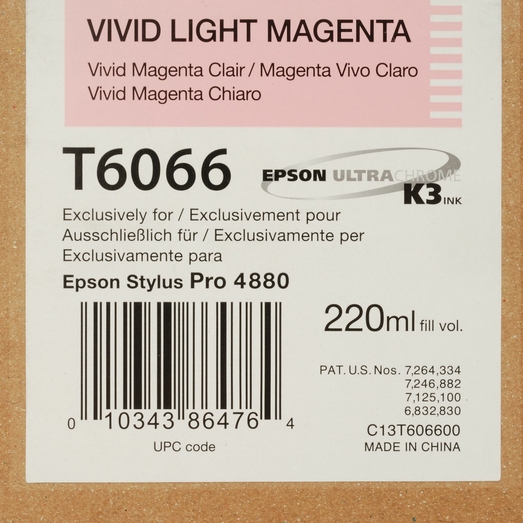 VIVID LIGHT MAGENTA
Vivid Magenta Clair / Magenta Vivo Claro
Vivid Magenta Chiaro
T6066
EPSON ULTRACHROME
K3 INK
Exclusively for / Exclusivement pour
Ausschließlich für / Exclusivamente per
Exclusivamente para
Epson Stylus Pro 4880
220ml fill vol.
0 10343 86476 4
UPC code
PAT. U.S. Nos. 7,264,334
7,246,882
7,125,100
6,832,830
C13T606600
MADE IN CHINA